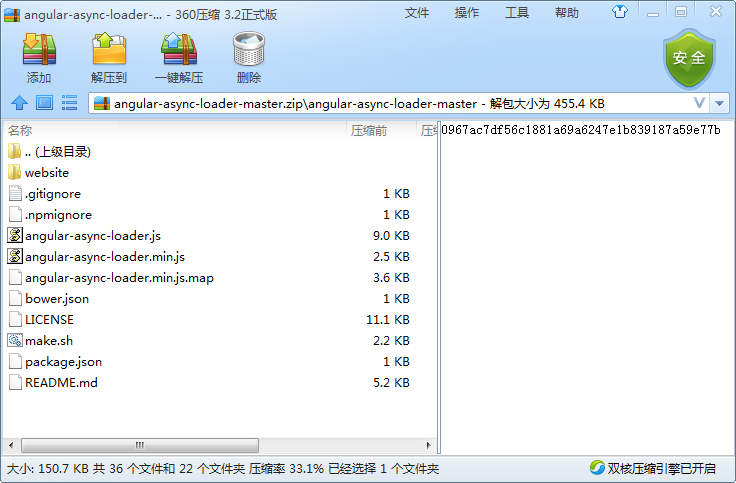 angular-async-loader-... - 360压缩 3.2正式版
文件 操作 工具 帮助
添加 解压到 一键解压 删除
安全
angular-async-loader-master.zip\angular-async-loader-master - 解包大小为 455.4 KB
名称 压缩前 压缩
0967ac7df56c1881a69a6247e1b839187a59e77b
.. (上级目录)
website
.gitignore 1 KB
.npmignore 1 KB
angular-async-loader.js 9.0 KB
angular-async-loader.min.js 2.5 KB
angular-async-loader.min.js.map 3.6 KB
bower.json 1 KB
LICENSE 11.1 KB
make.sh 2.2 KB
package.json 1 KB
README.md 5.2 KB
大小: 150.7 KB 共 36 个文件和 22 个文件夹 压缩率 33.1% 已经选择 1 个文件夹
双核压缩引擎已开启